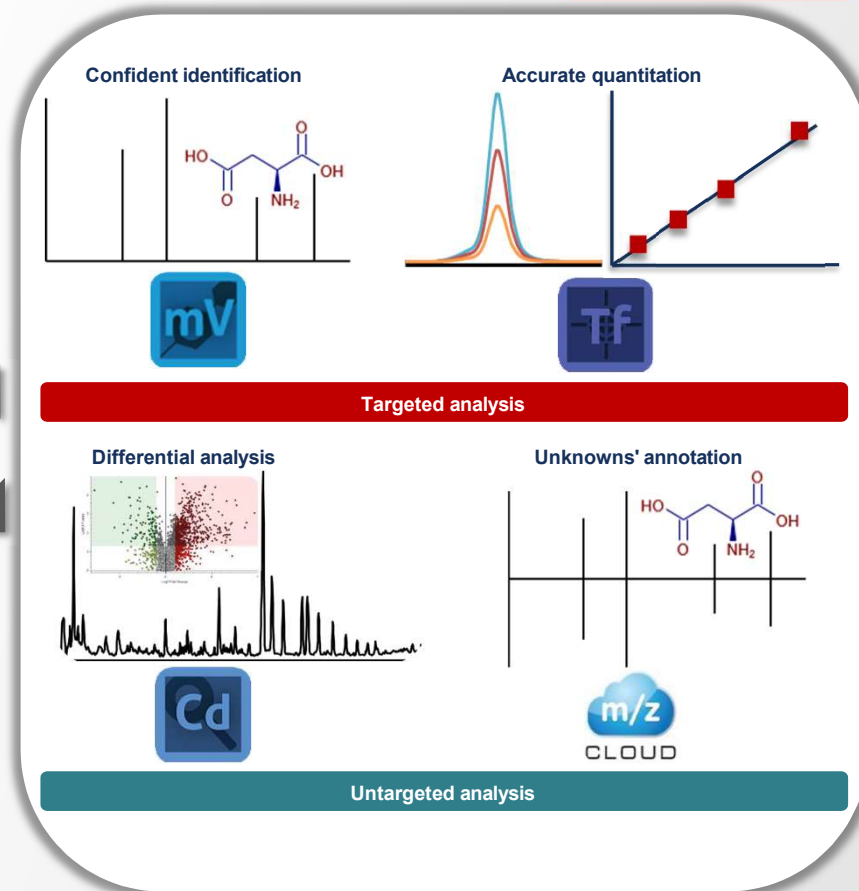 Confident identification
Accurate quantitation
HO
O
O
OH
NH₂
mV
Tf
Targeted analysis
Differential analysis
Unknowns' annotation
HO
O
O
OH
NH₂
Cd
m/z
CLOUD
Untargeted analysis